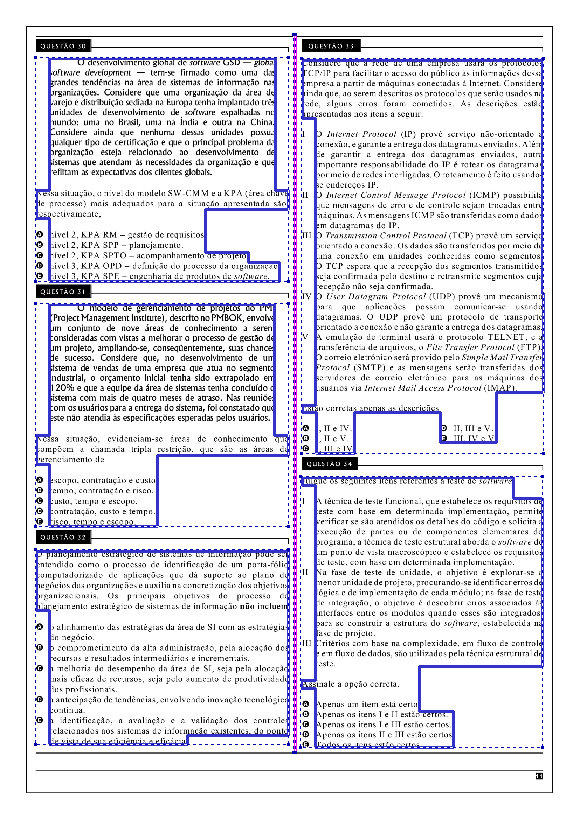 QUESTÃO 30
O desenvolvimento global de software GSD — global
software development — tem-se firmado como uma das
grandes tendências na área de sistemas de informação nas
organizações. Considere que uma organização da área de
varejo e distribuição sediada na Europa tenha implantado três
unidades de desenvolvimento de software espalhadas no
mundo: uma no Brasil, uma na Índia e outra na China.
Considere ainda que nenhuma dessas unidades possua
qualquer tipo de certificação e que o principal problema da
organização esteja relacionado ao desenvolvimento de
sistemas que atendam às necessidades da organização e que
reflitam as expectativas dos clientes globais.
Nessa situação, o nível do modelo SW-CMM e a KPA (área chave
de processo) mais adequados para a situação apresentada são,
respectivamente,
A nível 2, KPA RM – gestão de requisitos.
B nível 2, KPA SPP – planejamento.
C nível 2, KPA SPTO – acompanhamento de projeto.
D nível 3, KPA OPD – definição do processo da organização.
E nível 3, KPA SPE – engenharia de produtos de software.
QUESTÃO 31
O modelo de gerenciamento de projetos do PMI
(Project Management Institute), descrito no PMBOK, envolve
um conjunto de nove áreas de conhecimento a serem
consideradas com vistas a melhorar o processo de gestão de
um projeto, ampliando-se, conseqüentemente, suas chances
de sucesso. Considere que, no desenvolvimento de um
sistema de vendas de uma empresa que atua no segmento
industrial, o orçamento inicial tenha sido extrapolado em
120% e que a equipe da área de sistemas tenha concluído o
sistema com mais de quatro meses de atraso. Nas reuniões
com os usuários para a entrega do sistema, foi constatado que
este não atendia às especificações esperadas pelos usuários.
Nessa situação, evidenciam-se áreas de conhecimento que
compõem a chamada tripla restrição, que são as áreas de
gerenciamento de
A escopo, contratação e custo.
B tempo, contratação e risco.
C custo, tempo e escopo.
D contratação, custo e tempo.
E risco, tempo e escopo.
QUESTÃO 32
O planejamento estratégico de sistemas de informação pode ser
entendido como o processo de identificação de um porta-fólio
computadorizado de aplicações que dá suporte ao plano de
negócios das organizações e auxilia na concretização dos objetivos
organizacionais. Os principais objetivos do processo de
planejamento estratégico de sistemas de informação não incluem
A o alinhamento das estratégias da área de SI com as estratégias
do negócio.
B o comprometimento da alta administração, pela alocação dos
recursos e resultados intermediários e incrementais.
C a melhoria do desempenho da área de SI, seja pela alocação
mais eficaz de recursos, seja pelo aumento de produtividade
dos profissionais.
D a antecipação de tendências, envolvendo inovação tecnológica
contínua.
E a identificação, a avaliação e a validação dos controles
relacionados nos sistemas de informação existentes, do ponto
de vista de sua eficiência e eficácia.
QUESTÃO 33
Considere que a rede de uma empresa usará os protocolos
TCP/IP para facilitar o acesso do público às informações dessa
empresa a partir de máquinas conectadas à Internet. Considere
ainda que, ao serem descritos os protocolos que serão usados na
rede, alguns erros foram cometidos. As descrições estão
apresentadas nos itens a seguir.
I O Internet Protocol (IP) provê serviço não-orientado a
conexão, e garante a entrega dos datagramas enviados. Além
de garantir a entrega dos datagramas enviados, outra
importante responsabilidade do IP é rotear os datagramas
por meio de redes interligadas. O roteamento é feito usando-
se endereços IP.
II O Internet Control Message Protocol (ICMP) possibilita
que mensagens de erro e de controle sejam trocadas entre
máquinas. As mensagens ICMP são transferidas como dados
em datagramas do IP.
III O Transmission Control Protocol (TCP) provê um serviço
orientado a conexão. Os dados são transferidos por meio de
uma conexão em unidades conhecidas como segmentos.
O TCP espera que a recepção dos segmentos transmitidos
seja confirmada pelo destino e retransmite segmentos cuja
recepção não seja confirmada.
IV O User Datagram Protocol (UDP) provê um mecanismo
para que aplicações possam comunicar-se usando
datagramas. O UDP provê um protocolo de transporte
orientado a conexão e não garante a entrega dos datagramas.
V A emulação de terminal usará o protocolo TELNET, e a
transferência de arquivos, o File Transfer Protocol (FTP).
O correio eletrônico será provido pelo Simple Mail Transfer
Protocol (SMTP) e as mensagens serão transferidas dos
servidores de correio eletrônico para as máquinas dos
usuários via Internet Mail Access Protocol (IMAP).
Estão corretas apenas as descrições
A I, II e IV.
B I, II e V.
C I, III e IV.
D II, III e V.
E III, IV e V.
QUESTÃO 34
Julgue os seguintes itens referentes a teste de software.
I A técnica de teste funcional, que estabelece os requisitos de
teste com base em determinada implementação, permite
verificar se são atendidos os detalhes do código e solicita a
execução de partes ou de componentes elementares do
programa; a técnica de teste estrutural aborda o software de
um ponto de vista macroscópico e estabelece os requisitos
de teste, com base em determinada implementação.
II Na fase de teste de unidade, o objetivo é explorar-se a
menor unidade de projeto, procurando-se identificar erros de
lógica e de implementação de cada módulo; na fase de teste
de integração, o objetivo é descobrir erros associados às
interfaces entre os módulos quando esses são integrados,
para se construir a estrutura do software, estabelecida na
fase de projeto.
III Critérios com base na complexidade, em fluxo de controle
e em fluxo de dados, são utilizados pela técnica estrutural de
teste.
Assinale a opção correta.
A Apenas um item está certo.
B Apenas os itens I e II estão certos.
C Apenas os itens I e III estão certos.
D Apenas os itens II e III estão certos.
E Todos os itens estão certos.